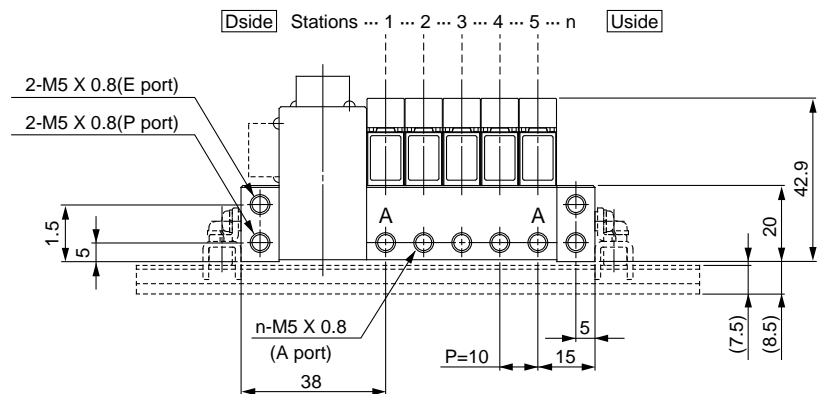 Dside Stations ··· 1 ··· 2 ··· 3 ··· 4 ··· 5 ··· n Uside
2-M5 X 0.8(E port)
2-M5 X 0.8(P port)
42.9
A A
20
1.5
5
n-M5 X 0.8
(A port)
5
(7.5)
(8.5)
P=10
15
38